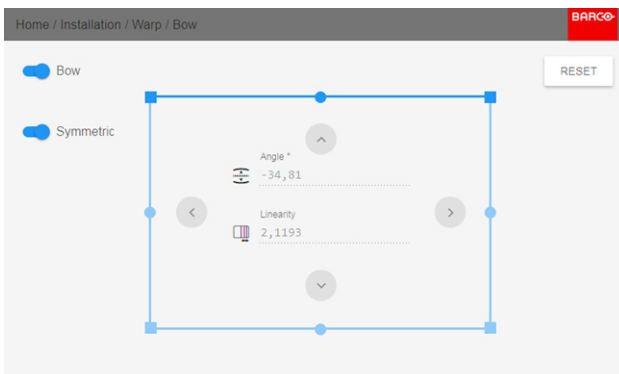 Home / Installation / Warp / Bow
BARCO
Bow
RESET
Symmetric
Angle *
-34,81
Linearity
2,1193